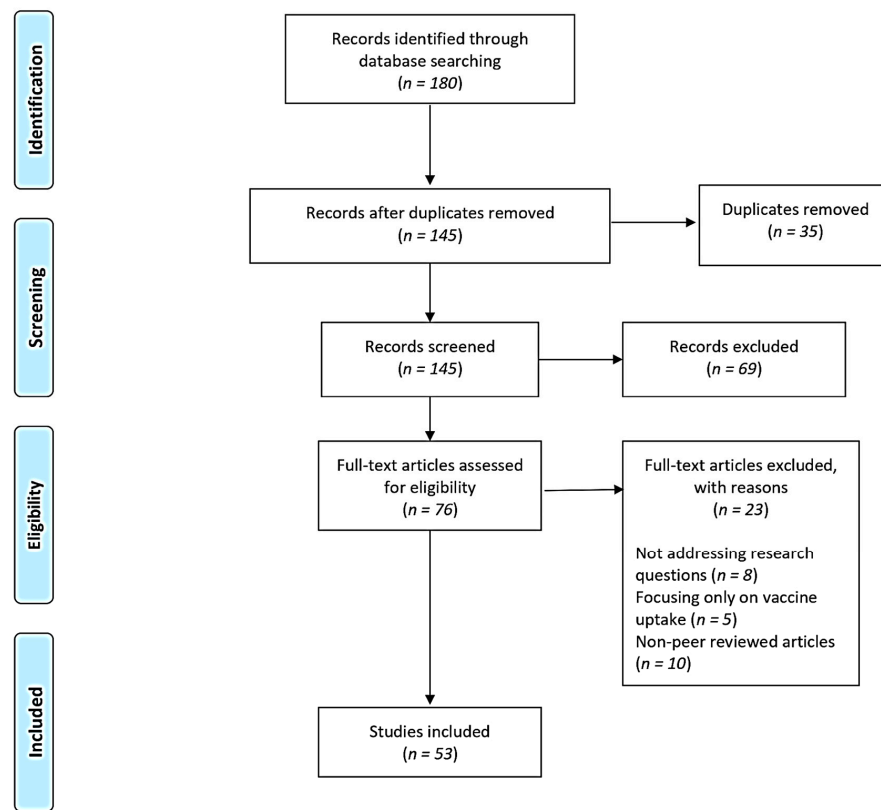 Identification
Records identified through
database searching
(n = 180)
Records after duplicates removed
(n = 145)
Duplicates removed
(n = 35)
Screening
Records screened
(n = 145)
Records excluded
(n = 69)
Eligibility
Full-text articles assessed
for eligibility
(n = 76)
Full-text articles excluded,
with reasons
(n = 23)
Not addressing research
questions (n = 8)
Focusing only on vaccine
uptake (n = 5)
Non-peer reviewed articles
(n = 10)
Included
Studies included
(n = 53)